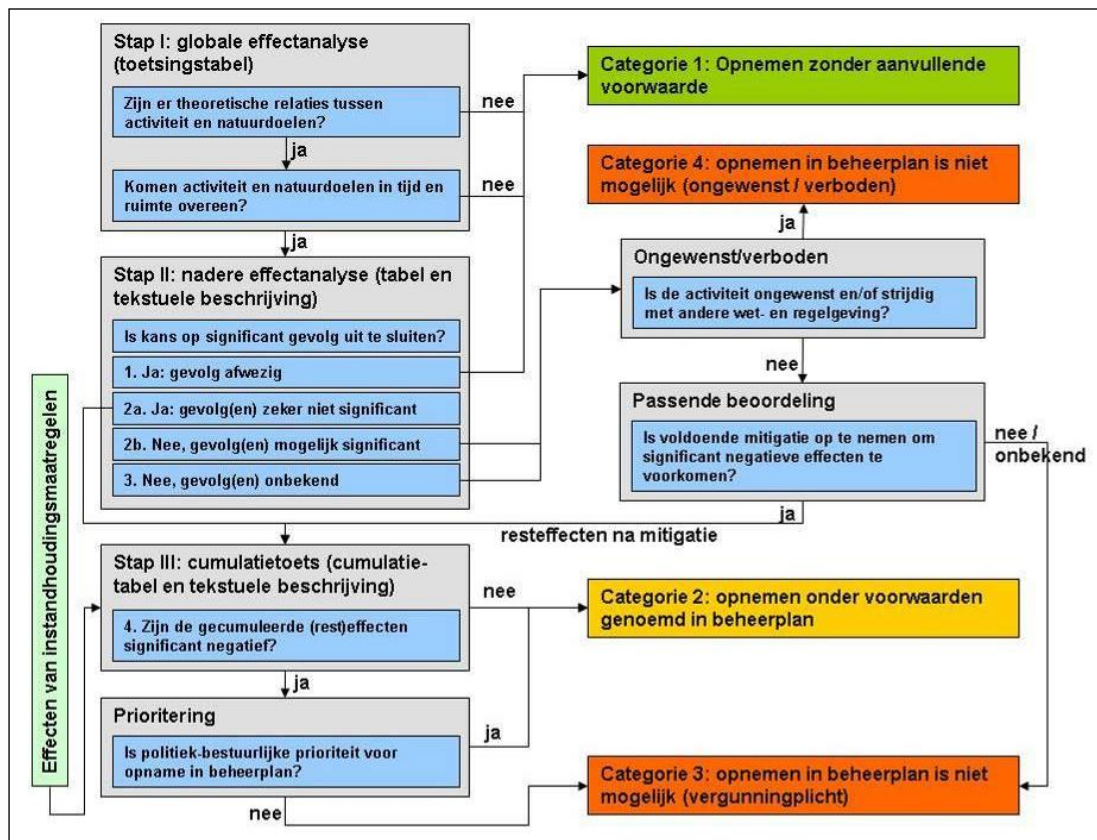 Stap I: globale effectanalyse
(toetsingstabel)
Zijn er theoretische relaties tussen
activiteit en natuurdoelen?
nee
ja
Komen activiteit en natuurdoelen in tijd en
ruimte overeen?
nee
ja
Categorie 1: Opnemen zonder aanvullende
voorwaarde
Categorie 4: opnemen in beheerplan is niet
mogelijk (ongewenst / verboden)
ja
Stap II: nadere effectanalyse (tabel en
tekstuele beschrijving)
Is kans op significant gevolg uit te sluiten?
1. Ja: gevolg afwezig
2a. Ja: gevolg(en) zeker niet significant
2b. Nee, gevolg(en) mogelijk significant
3. Nee, gevolg(en) onbekend
Ongewenst/verboden
Is de activiteit ongewenst en/of strijdig
met andere wet- en regelgeving?
nee
Passende beoordeling
Is voldoende mitigatie op te nemen om
significant negatieve effecten te
voorkomen?
nee /
onbekend
ja
resteffecten na mitigatie
Effecten van instandhoudingsmaatregelen
Stap III: cumulatietoets (cumulatie-
tabel en tekstuele beschrijving)
4. Zijn de gecumuleerde (rest)effecten
significant negatief?
nee
ja
Categorie 2: opnemen onder voorwaarden
genoemd in beheerplan
Prioritering
Is politiek-bestuurlijke prioriteit voor
opname in beheerplan?
ja
nee
Categorie 3: opnemen in beheerplan is niet
mogelijk (vergunningplicht)